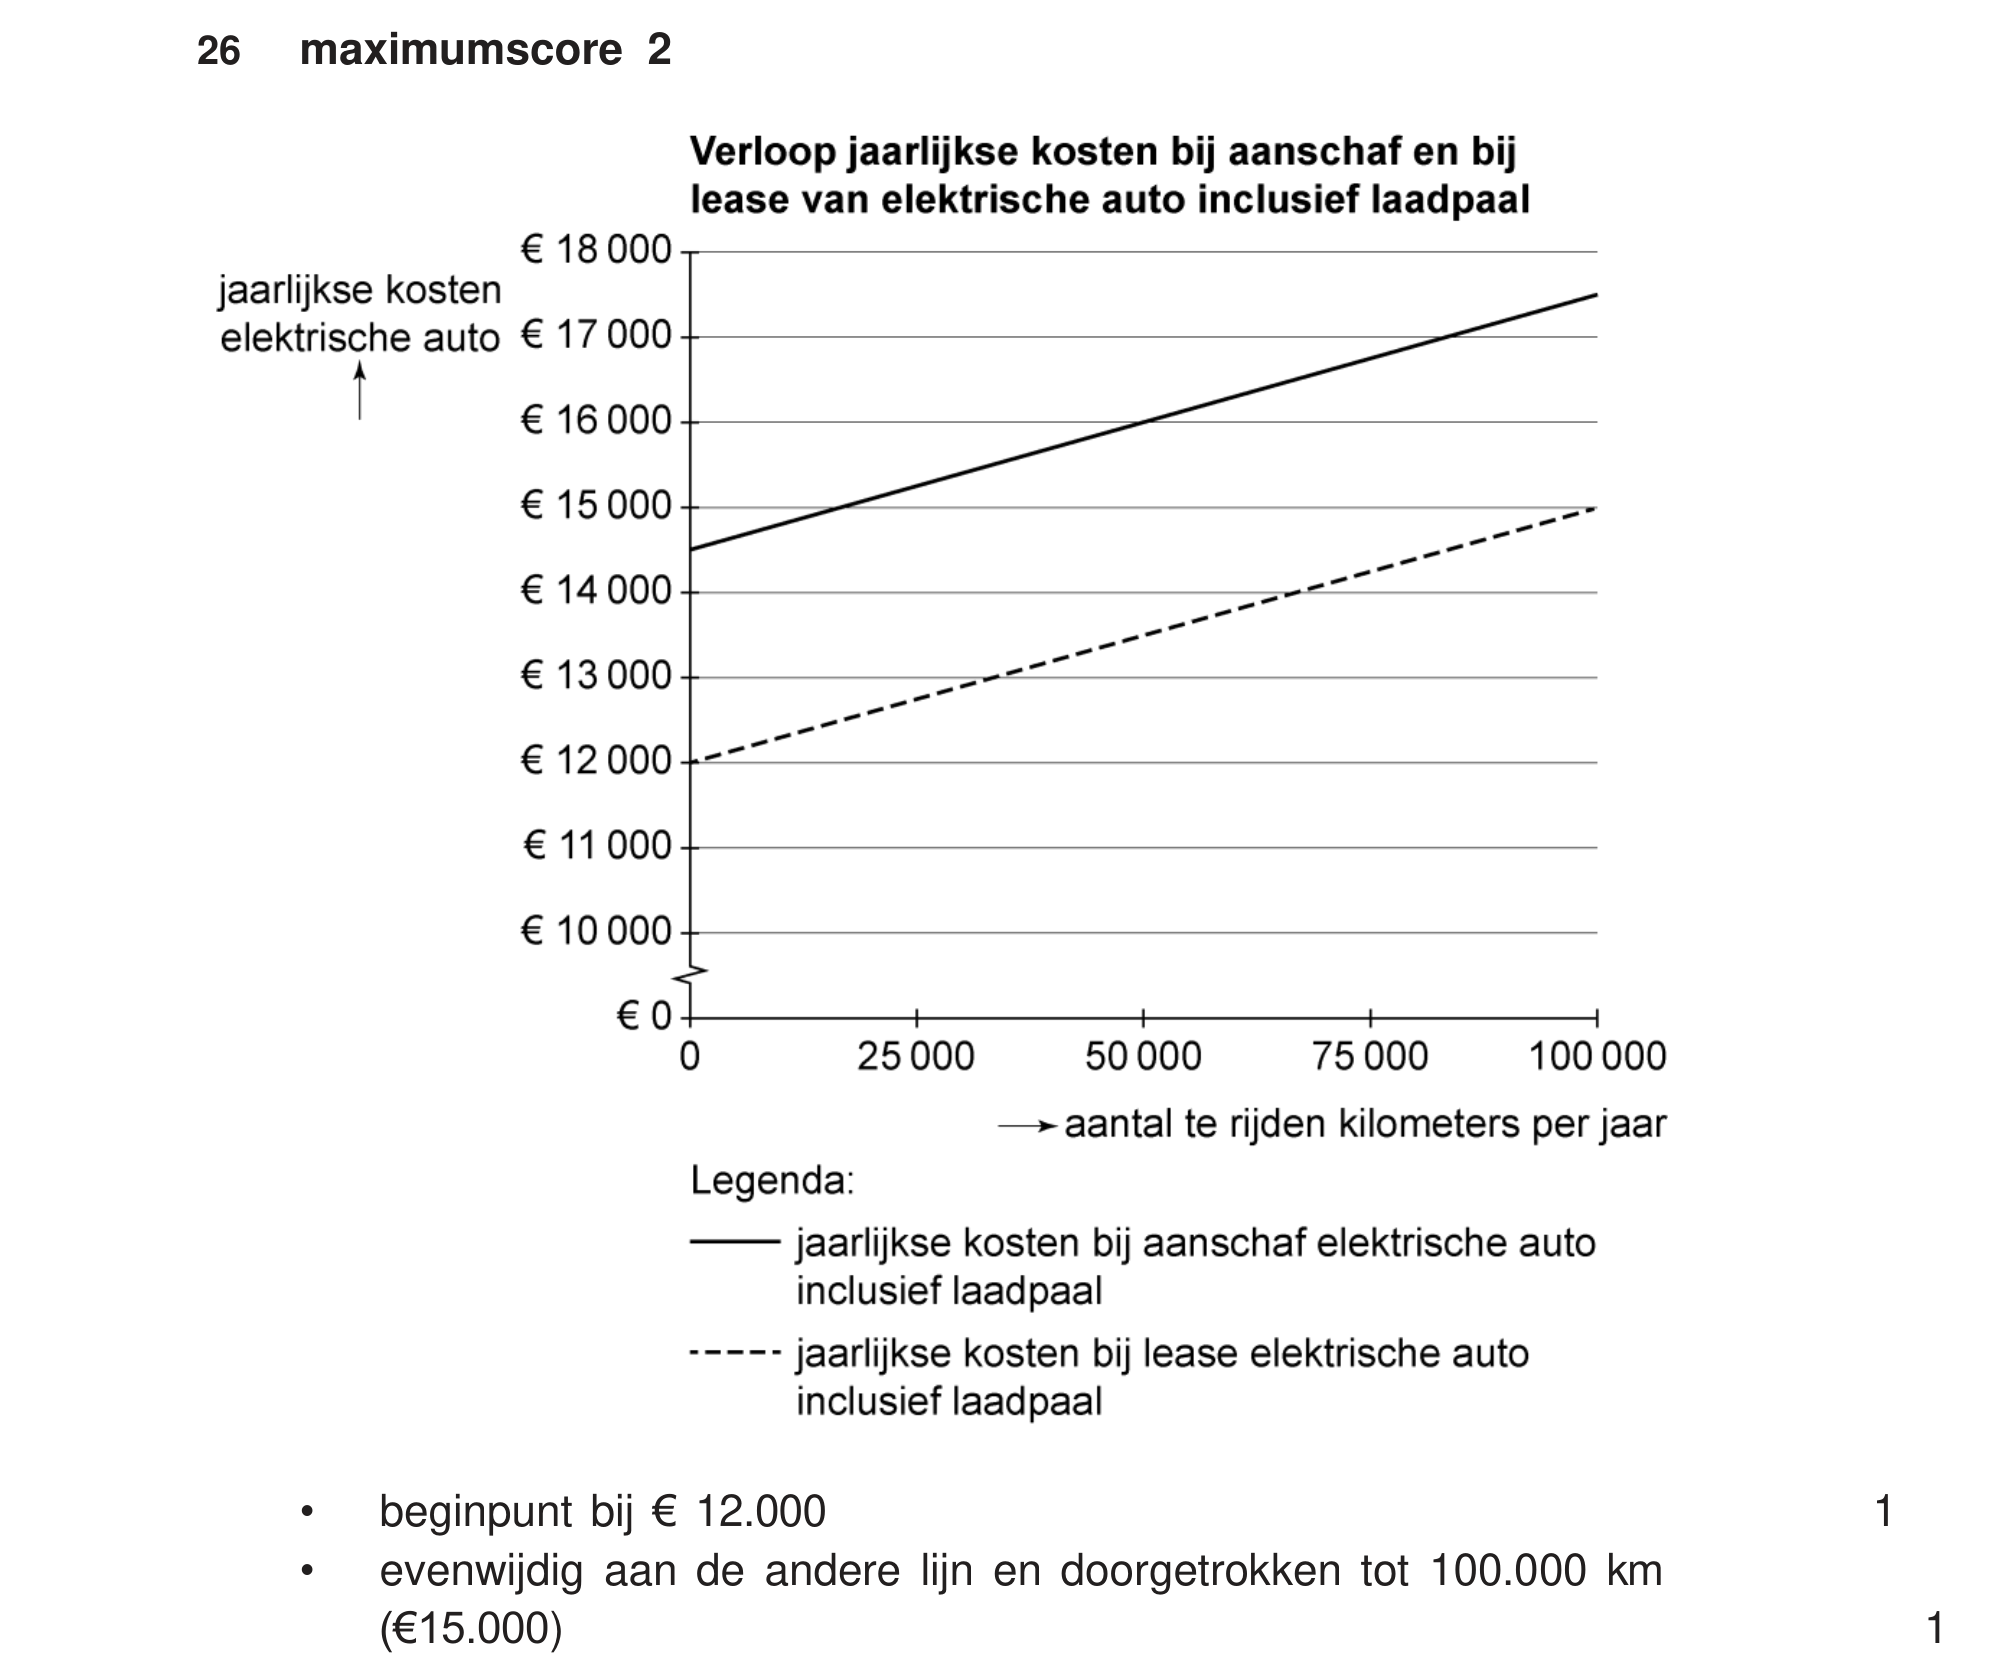 26 maximumscore 2
Verloop jaarlijkse kosten bij aanschaf en bij
lease van elektrische auto inclusief laadpaal
jaarlijkse kosten
elektrische auto
€ 18 000
€ 17 000
€ 16 000
€ 15 000
€ 14 000
€ 13 000
€ 12 000
€ 11 000
€ 10 000
€ 0
0 25 000 50 000 75 000 100 000
aantal te rijden kilometers per jaar
Legenda:
jaarlijkse kosten bij aanschaf elektrische auto
inclusief laadpaal
jaarlijkse kosten bij lease elektrische auto
inclusief laadpaal
• beginpunt bij € 12.000 1
• evenwijdig aan de andere lijn en doorgetrokken tot 100.000 km
(€15.000) 1